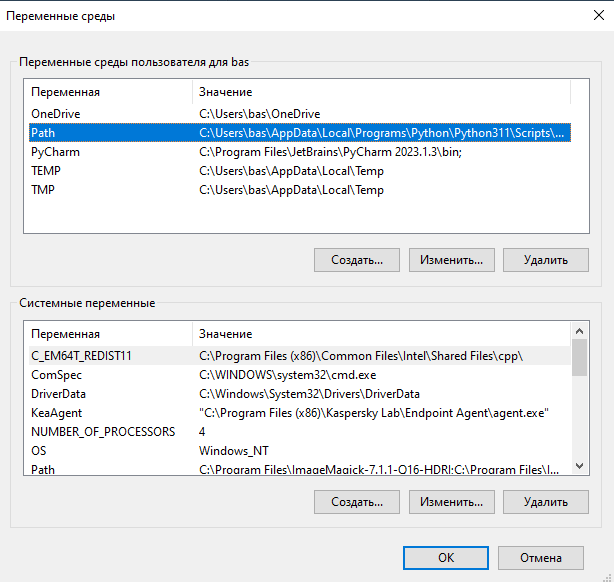 Переменные среды
Переменные среды пользователя для bas
Переменная Значение
OneDrive C:\Users\bas\OneDrive
Path C:\Users\bas\AppData\Local\Programs\Python\Python311\Scripts\...
PyCharm C:\Program Files\JetBrains\PyCharm 2023.1.3\bin;
TEMP C:\Users\bas\AppData\Local\Temp
TMP C:\Users\bas\AppData\Local\Temp
Создать... Изменить... Удалить
Системные переменные
Переменная Значение
C_EM64T_REDIST11 C:\Program Files (x86)\Common Files\Intel\Shared Files\cpp\
ComSpec C:\WINDOWS\system32\cmd.exe
DriverData C:\Windows\System32\Drivers\DriverData
KeaAgent "C:\Program Files (x86)\Kaspersky Lab\Endpoint Agent\agent.exe"
NUMBER_OF_PROCESSORS 4
OS Windows_NT
Path C:\Program Files\ImageMagick-7.1.1-Q16-HDRI;C:\Program Files\I...
Создать... Изменить... Удалить
OK Отмена